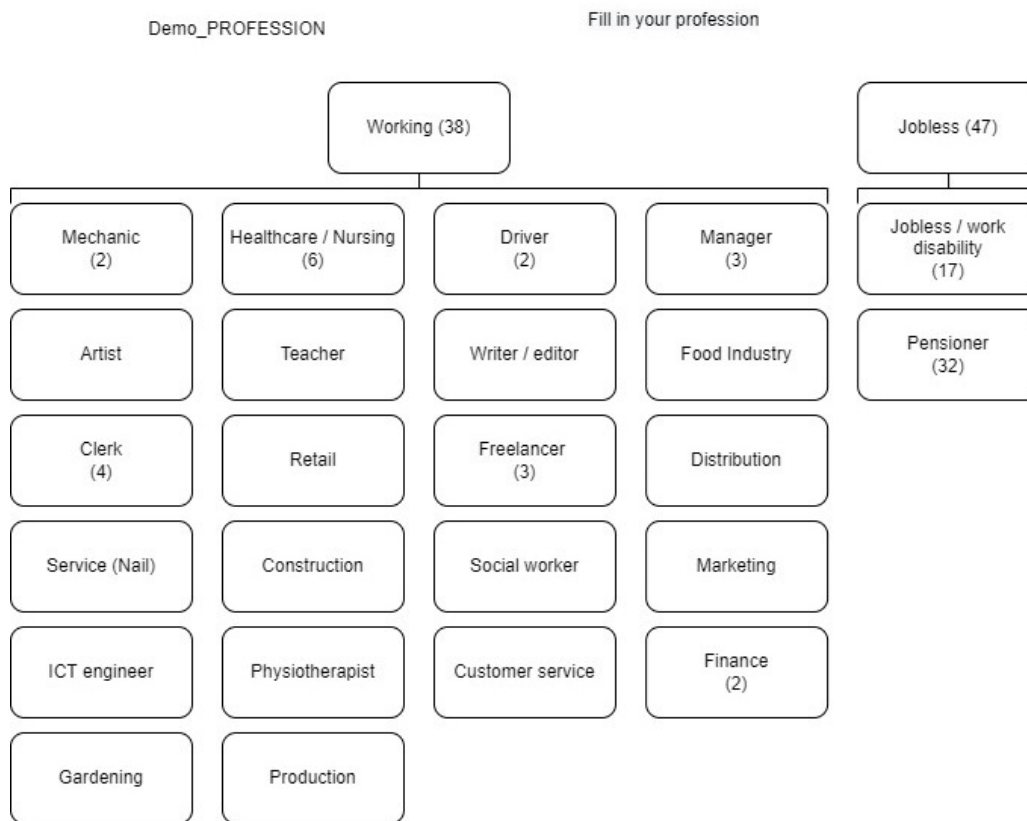 Demo_PROFESSION
Fill in your profession
Working (38)
Jobless (47)
Mechanic
(2)
Healthcare / Nursing
(6)
Driver
(2)
Manager
(3)
Jobless / work
disability
(17)
Artist
Teacher
Writer / editor
Food Industry
Pensioner
(32)
Clerk
(4)
Retail
Freelancer
(3)
Distribution
Service (Nail)
Construction
Social worker
Marketing
ICT engineer
Physiotherapist
Customer service
Finance
(2)
Gardening
Production